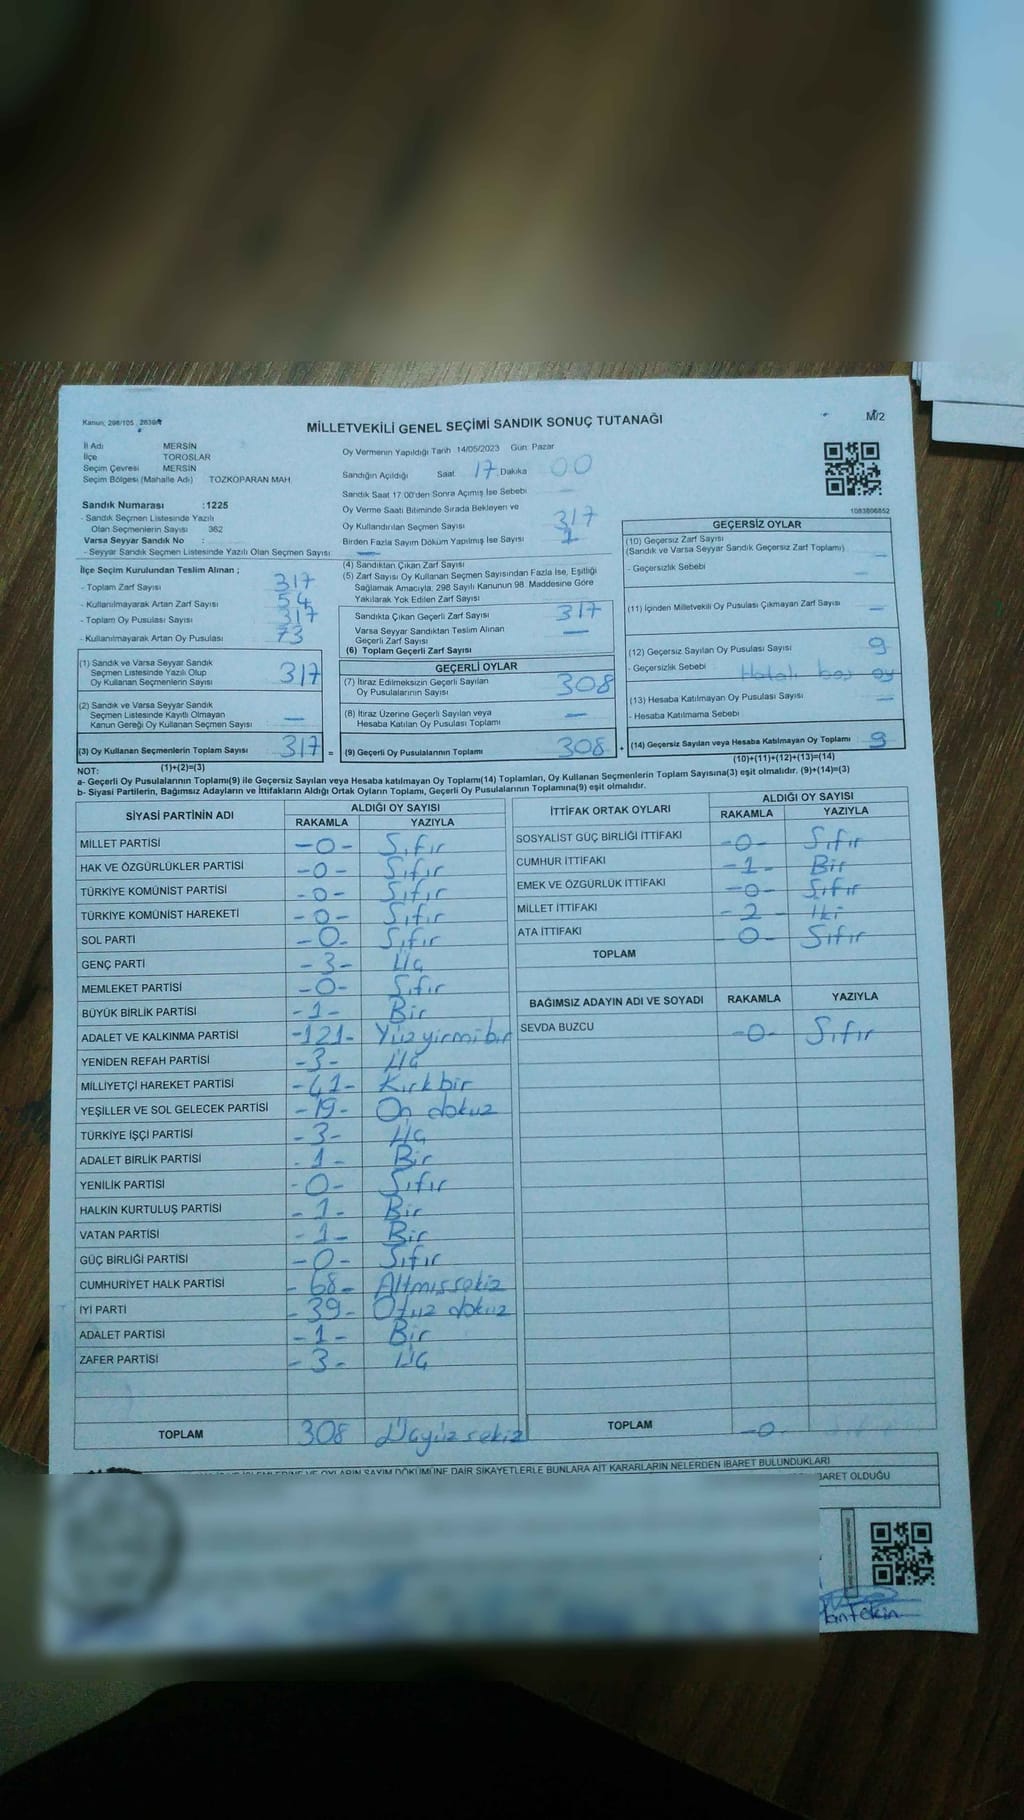 Kanun: 298/105, 2839/
MİLLETVEKİLİ GENEL SEÇİMİ SANDIK SONUÇ TUTANAĞI
M/2
İl Adı MERSİN
İlçe TOROSLAR
Seçim Çevresi MERSİN
Seçim Bölgesi (Mahalle Adı) TOZKOPARAN MAH.
Sandık Numarası :1225
- Sandık Seçmen Listesinde Yazılı
Olan Seçmenlerin Sayısı 362
Varsa Seyyar Sandık No :
- Seyyar Sandık Seçmen Listesinde Yazılı Olan Seçmen Sayısı: —
Oy Vermenin Yapıldığı Tarih 14/05/2023 Gün: Pazar
Sandığın Açıldığı Saat 17 Dakika 00
Sandık Saat 17:00'den Sonra Açımış İse Sebebi —
Oy Verme Saati Bitiminde Sırada Bekleyen ve
Oy Kullandırılan Seçmen Sayısı 317
Birden Fazla Sayım Döküm Yapılmış İse Sayısı 1
1083806852
İlçe Seçim Kurulundan Teslim Alınan ;
- Toplam Zarf Sayısı 317
- Kullanılmayarak Artan Zarf Sayısı 54
- Toplam Oy Pusulası Sayısı 317
- Kullanılmayarak Artan Oy Pusulası 73
(4) Sandıktan Çıkan Zarf Sayısı
(5) Zarf Sayısı Oy Kullanan Seçmen Sayısından Fazla İse, Eşitliği
Sağlamak Amacıyla, 298 Sayılı Kanunun 98. Maddesine Göre
Yakılarak Yok Edilen Zarf Sayısı
Sandıkta Çıkan Geçerli Zarf Sayısı 317
Varsa Seyyar Sandıktan Teslim Alınan
Geçerli Zarf Sayısı —
(6) Toplam Geçerli Zarf Sayısı
GEÇERSİZ OYLAR
(10) Geçersiz Zarf Sayısı
(Sandık ve Varsa Seyyar Sandık Geçersiz Zarf Toplamı) —
- Geçersizlik Sebebi —
(11) İçinden Milletvekili Oy Pusulası Çıkmayan Zarf Sayısı —
(12) Geçersiz Sayılan Oy Pusulası Sayısı 9
- Geçersizlik Sebebi Hatalı boş oy
(13) Hesaba Katılmayan Oy Pusulası Sayısı —
- Hesaba Katılmama Sebebi
(14) Geçersiz Sayılan veya Hesaba Katılmayan Oy Toplamı 9
(10)+(11)+(12)+(13)=(14)
(1) Sandık ve Varsa Seyyar Sandık
Seçmen Listesinde Yazılı Olup
Oy Kullanan Seçmenlerin Sayısı 317
(2) Sandık ve Varsa Seyyar Sandık
Seçmen Listesinde Kayıtlı Olmayan
Kanun Gereği Oy Kullanan Seçmen Sayısı —
(3) Oy Kullanan Seçmenlerin Toplam Sayısı 317 =
(1)+(2)=(3)
GEÇERLİ OYLAR
(7) İtiraz Edilmeksizin Geçerli Sayılan
Oy Pusulalarının Sayısı 308
(8) İtiraz Üzerine Geçerli Sayılan veya
Hesaba Katılan Oy Pusulası Toplamı —
(9) Geçerli Oy Pusulalarının Toplamı 308 +
NOT:
a- Geçerli Oy Pusulalarının Toplamı(9) ile Geçersiz Sayılan veya Hesaba katılmayan Oy Toplamı(14) Toplamları, Oy Kullanan Seçmenlerin Toplam Sayısına(3) eşit olmalıdır. (9)+(14)=(3)
b- Siyasi Partilerin, Bağımsız Adayların ve İttifakların Aldığı Ortak Oyların Toplamı, Geçerli Oy Pusulalarının Toplamına(9) eşit olmalıdır.
SİYASİ PARTİNİN ADI ALDIĞI OY SAYISI
RAKAMLA YAZIYLA
MİLLET PARTİSİ -0- Sıfır
HAK VE ÖZGÜRLÜKLER PARTİSİ -0- Sıfır
TÜRKİYE KOMÜNİST PARTİSİ -0- Sıfır
TÜRKİYE KOMÜNİST HAREKETİ -0- Sıfır
SOL PARTİ -0- Sıfır
GENÇ PARTİ -3- Üç
MEMLEKET PARTİSİ -0- Sıfır
BÜYÜK BİRLİK PARTİSİ -1- Bir
ADALET VE KALKINMA PARTİSİ -121- Yüzyirmibir
YENİDEN REFAH PARTİSİ -3- Üç
MİLLİYETÇİ HAREKET PARTİSİ -41- Kırkbir
YEŞİLLER VE SOL GELECEK PARTİSİ -19- On dokuz
TÜRKİYE İŞÇİ PARTİSİ -3- Üç
ADALET BİRLİK PARTİSİ -1- Bir
YENİLİK PARTİSİ -0- Sıfır
HALKIN KURTULUŞ PARTİSİ -1- Bir
VATAN PARTİSİ -1- Bir
GÜÇ BİRLİĞİ PARTİSİ -0- Sıfır
CUMHURİYET HALK PARTİSİ -68- Altmışsekiz
İYİ PARTİ -39- Otuz dokuz
ADALET PARTİSİ -1- Bir
ZAFER PARTİSİ -3- Üç
TOPLAM 308 Üçyüzsekiz
İTTİFAK ORTAK OYLARI ALDIĞI OY SAYISI
RAKAMLA YAZIYLA
SOSYALİST GÜÇ BİRLİĞİ İTTİFAKI -0- Sıfır
CUMHUR İTTİFAKI -1- Bir
EMEK VE ÖZGÜRLÜK İTTİFAKI -0- Sıfır
MİLLET İTTİFAKI -2- İki
ATA İTTİFAKI -0- Sıfır
TOPLAM
BAĞIMSIZ ADAYIN ADI VE SOYADI RAKAMLA YAZIYLA
SEVDA BUZCU -0- Sıfır
TOPLAM -0-
OYLARIN SAYIM DÖKÜMÜNE DAİR ŞİKAYETLERLE BUNLARA AİT KARARLARIN NELERDEN İBARET BULUNDUKLARI
İBARET OLDUĞU